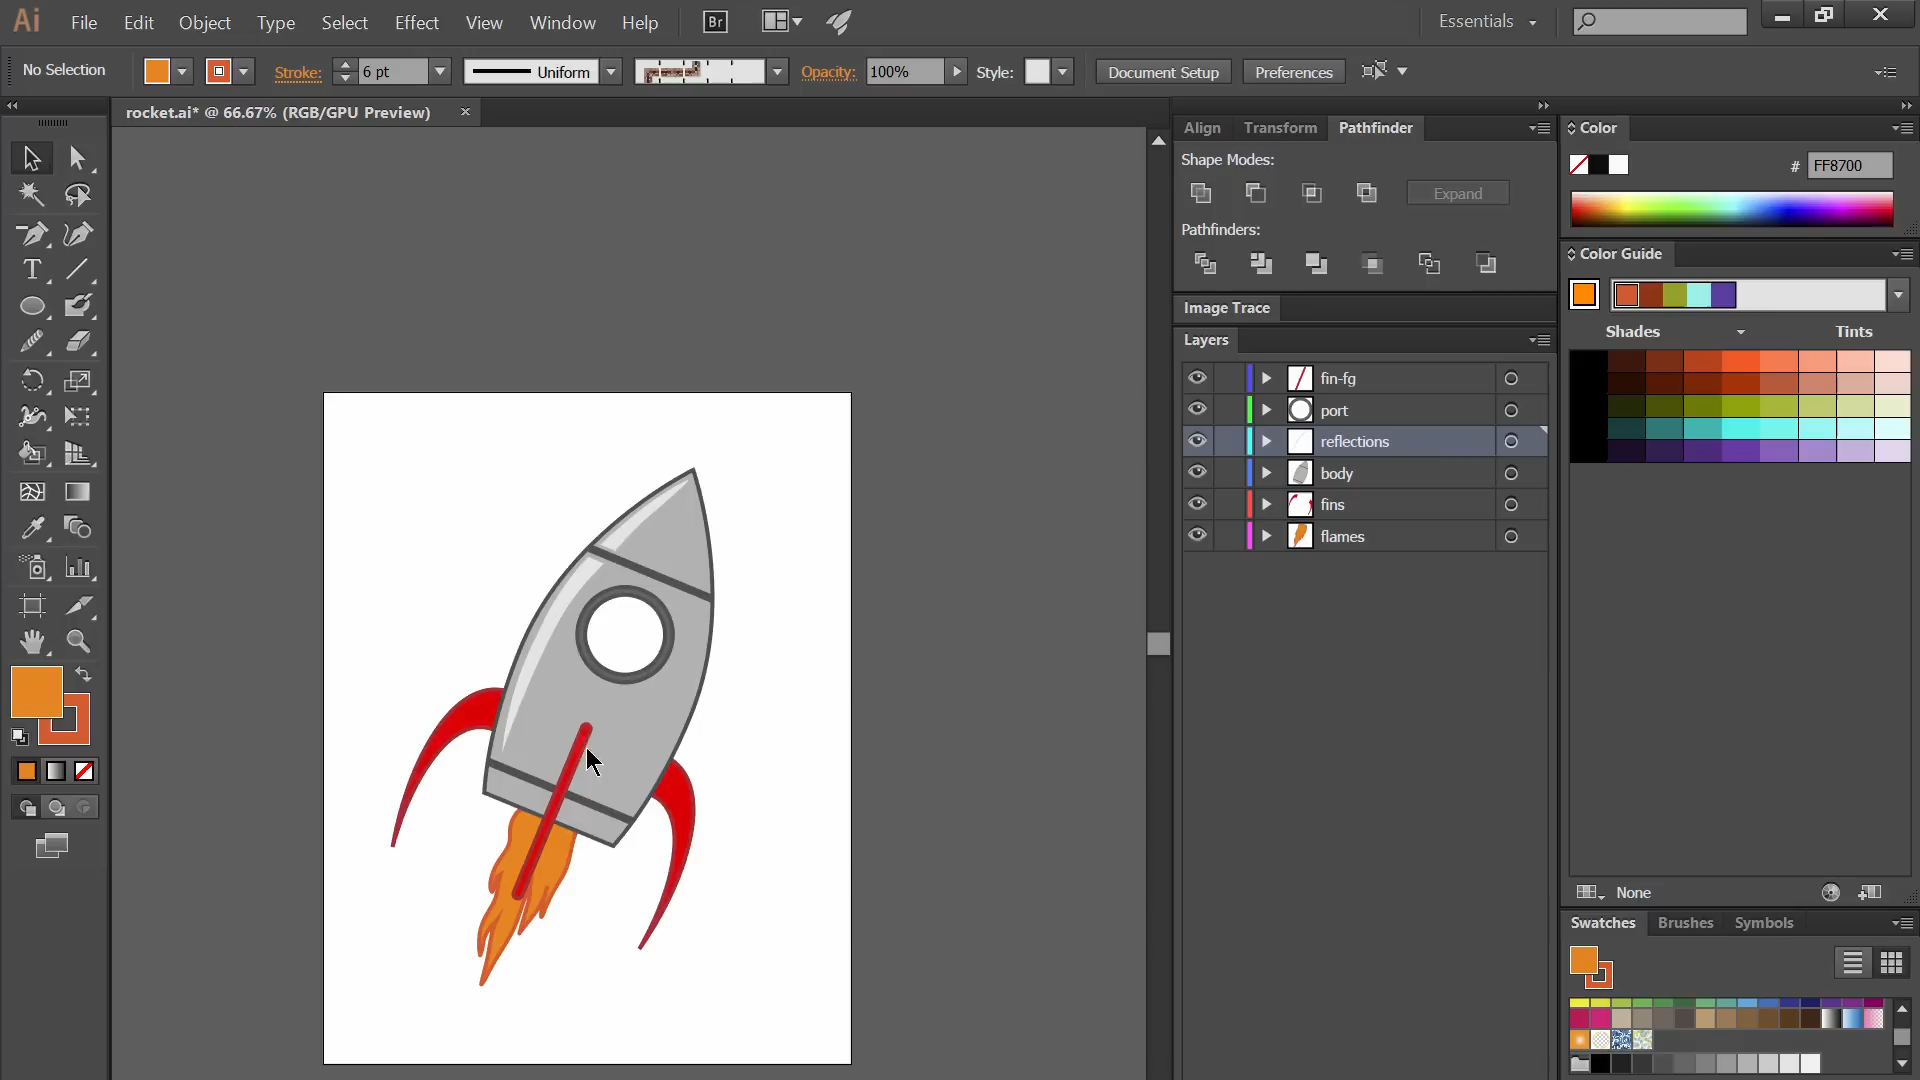 Ai File Edit Object Type Select Effect View Window Help Br Essentials
No Selection Stroke: 6 pt Uniform Opacity: 100% Style: Document Setup Preferences
rocket.ai* @ 66.67% (RGB/GPU Preview)
Align Transform Pathfinder
Shape Modes:
Expand
Pathfinders:
Image Trace
Layers
fin-fg
port
reflections
body
fins
flames
Color
# FF8700
Color Guide
Shades Tints
None
Swatches Brushes Symbols
T